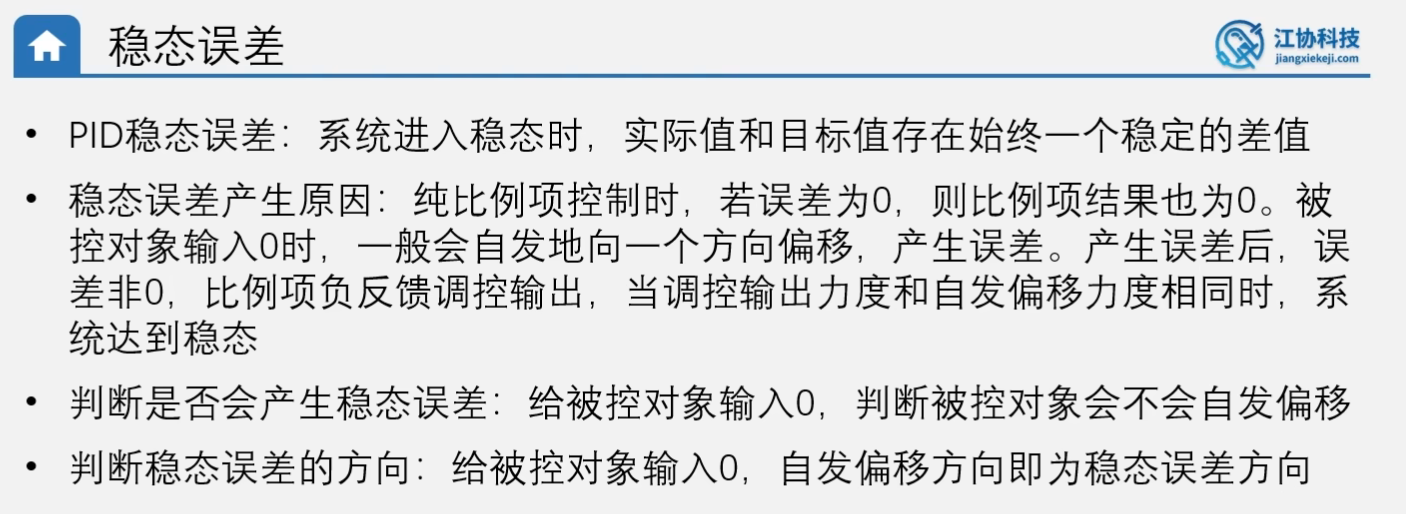 稳态误差
江协科技
jiangxiekeji.com
• PID稳态误差：系统进入稳态时，实际值和目标值存在始终一个稳定的差值
• 稳态误差产生原因：纯比例项控制时，若误差为0，则比例项结果也为0。被
控对象输入0时，一般会自发地向一个方向偏移，产生误差。产生误差后，误
差非0，比例项负反馈调控输出，当调控输出力度和自发偏移力度相同时，系
统达到稳态
• 判断是否会产生稳态误差：给被控对象输入0，判断被控对象会不会自发偏移
• 判断稳态误差的方向：给被控对象输入0，自发偏移方向即为稳态误差方向